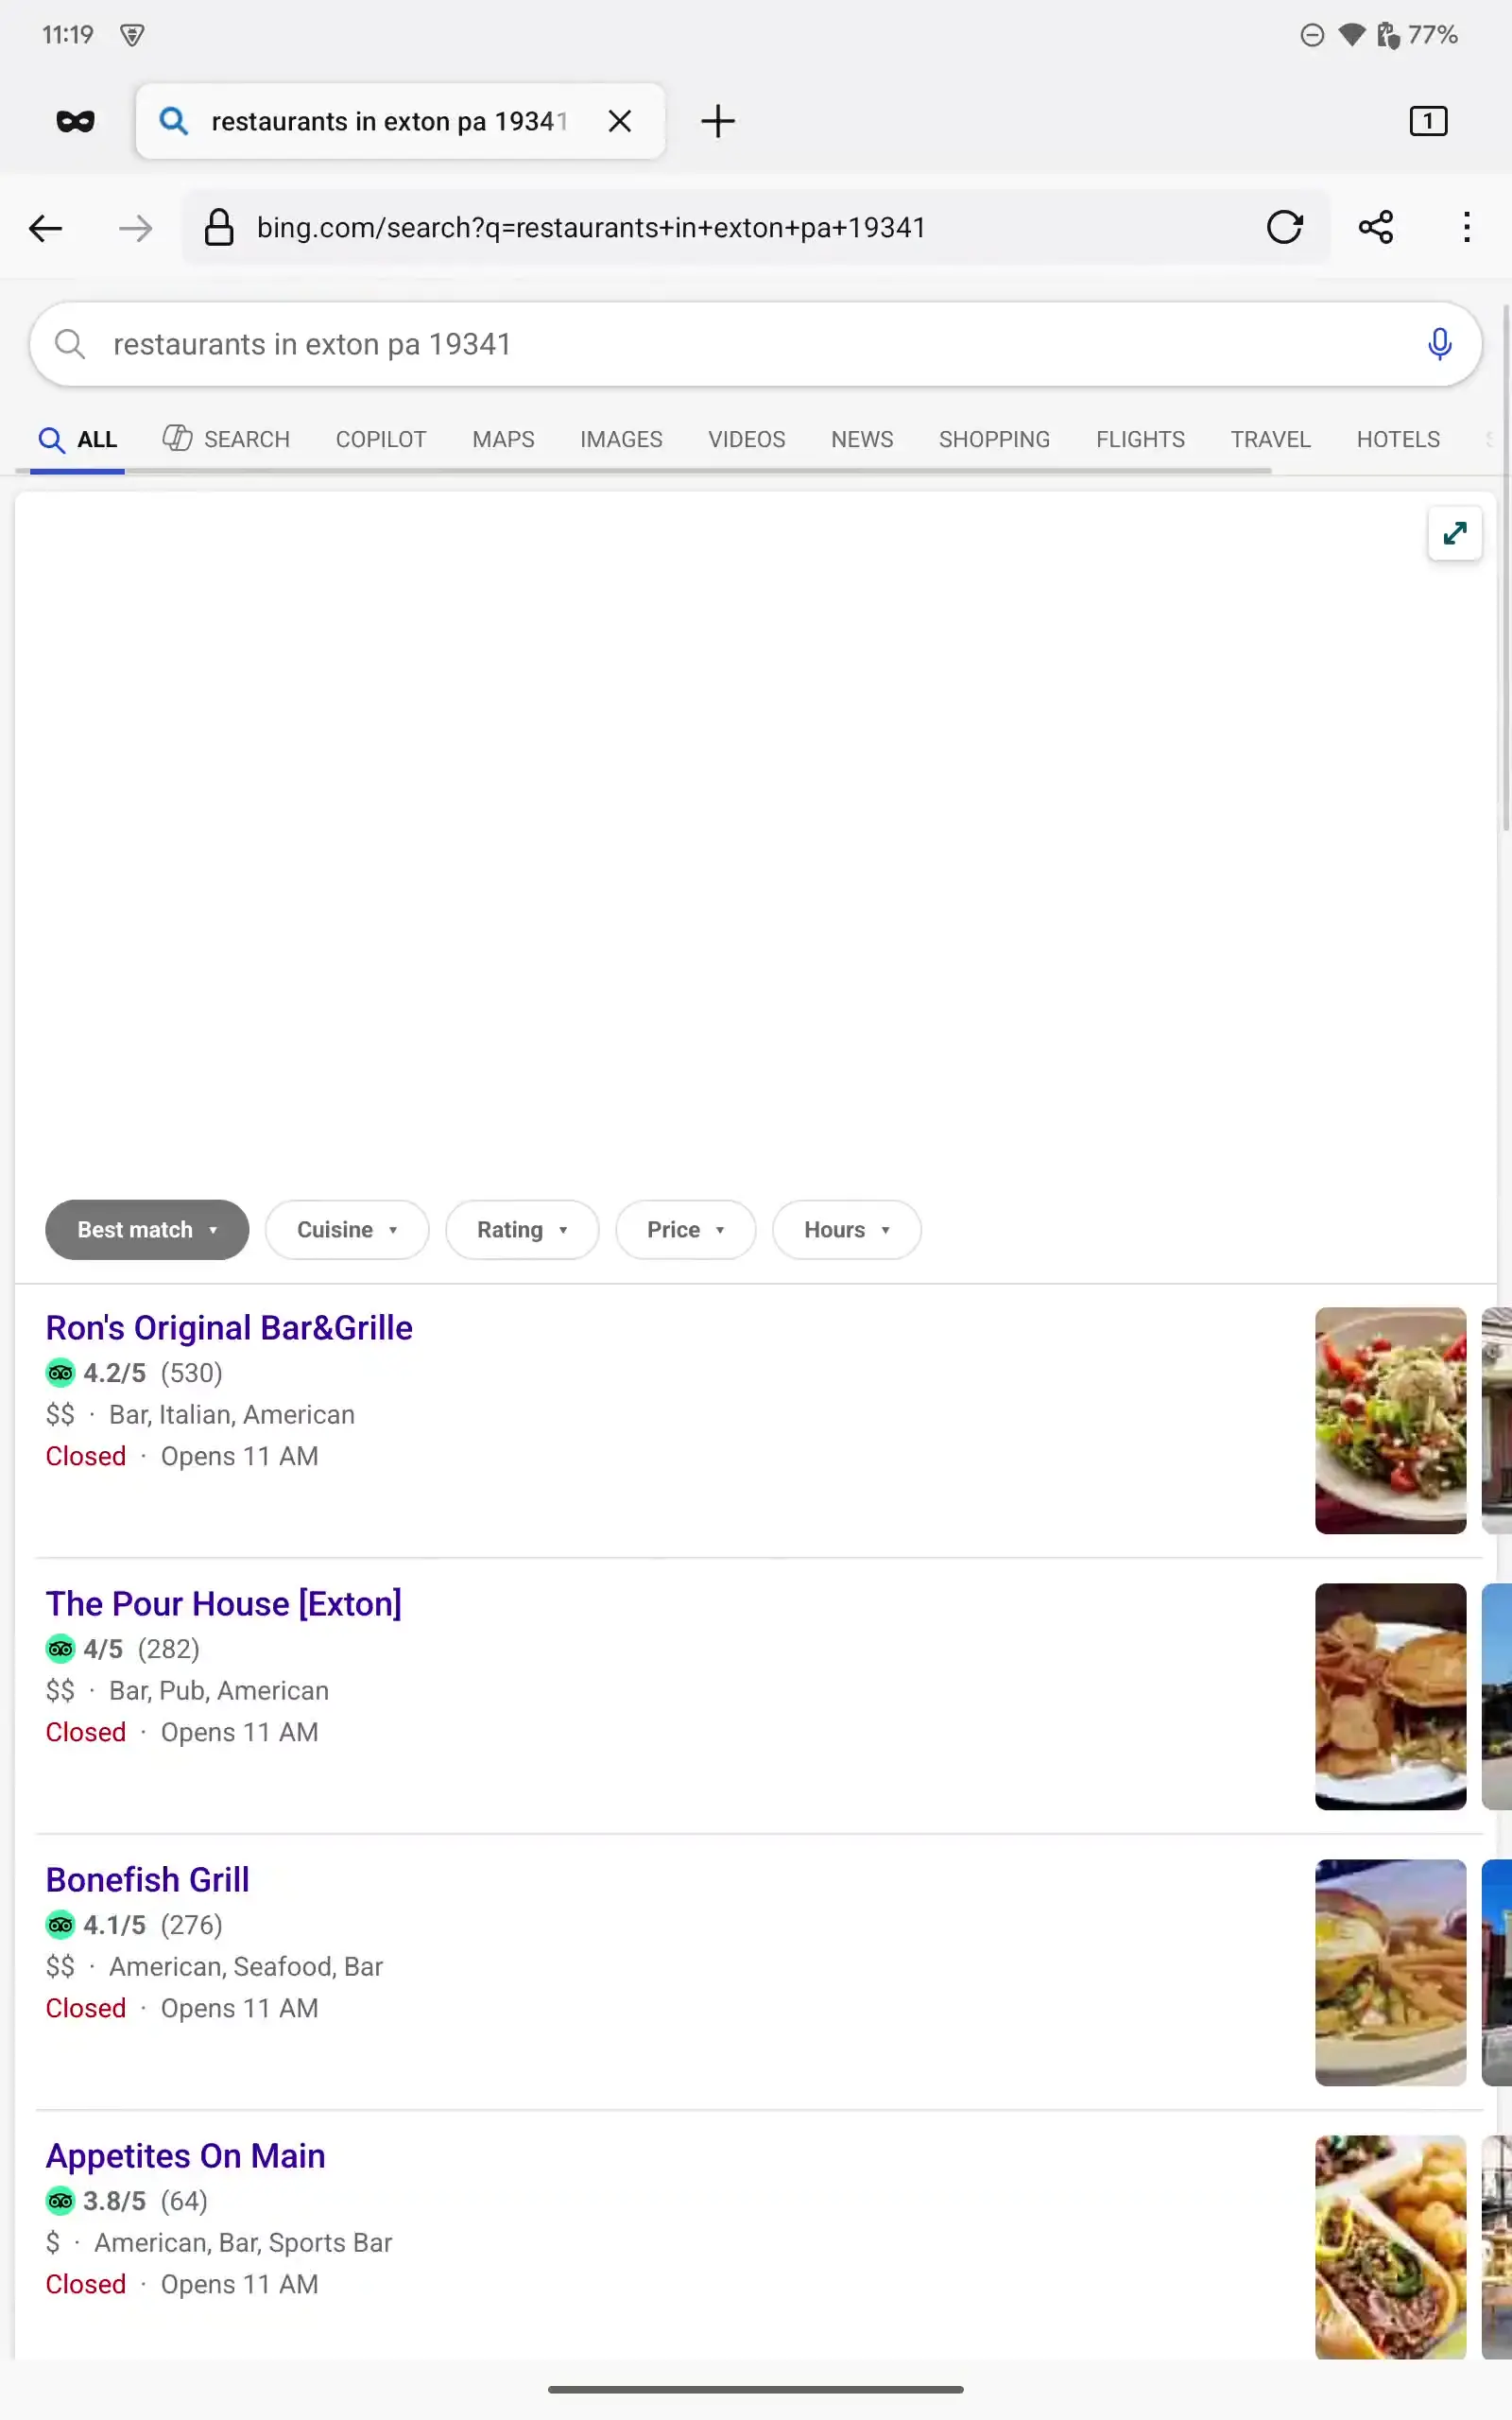 11:19
77%
restaurants in exton pa 19341
1
bing.com/search?q=restaurants+in+exton+pa+19341
restaurants in exton pa 19341
ALL SEARCH COPILOT MAPS IMAGES VIDEOS NEWS SHOPPING FLIGHTS TRAVEL HOTELS
Best match Cuisine Rating Price Hours
Ron's Original Bar&Grille
4.2/5 (530)
$$ · Bar, Italian, American
Closed · Opens 11 AM
The Pour House [Exton]
4/5 (282)
$$ · Bar, Pub, American
Closed · Opens 11 AM
Bonefish Grill
4.1/5 (276)
$$ · American, Seafood, Bar
Closed · Opens 11 AM
Appetites On Main
3.8/5 (64)
$ · American, Bar, Sports Bar
Closed · Opens 11 AM